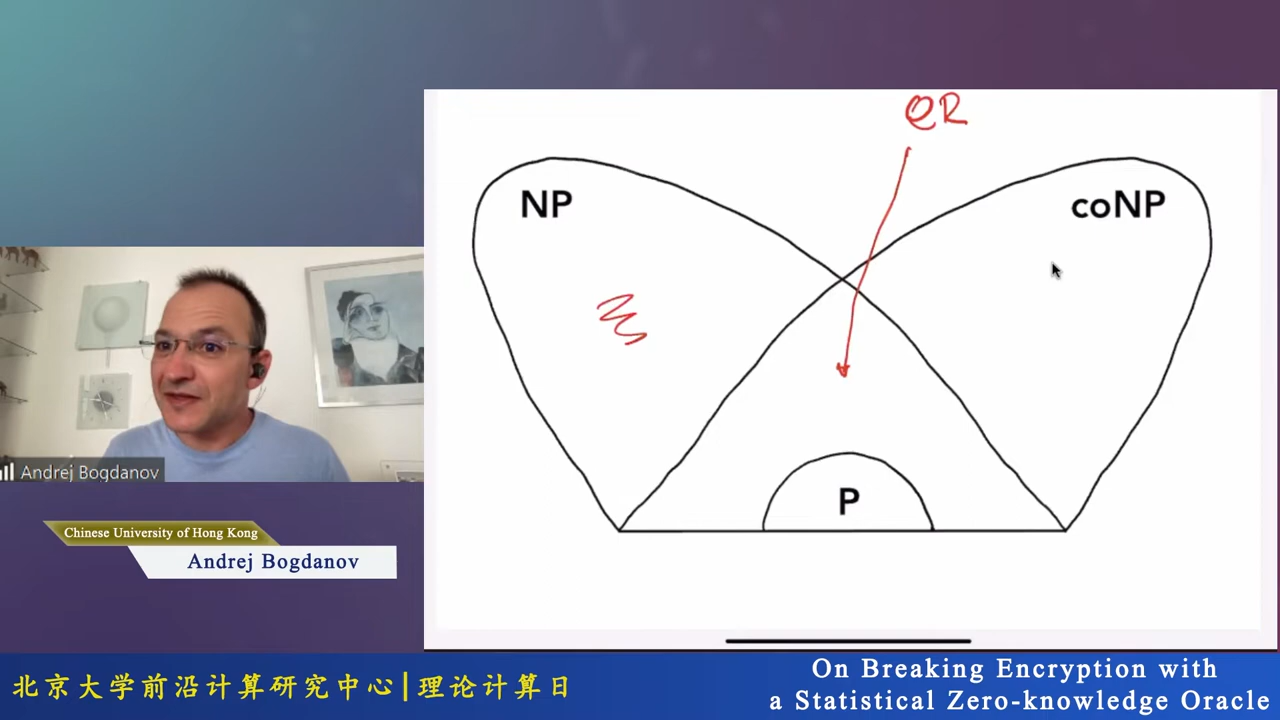 QR
NP
coNP
P
Andrej Bogdanov
Chinese University of Hong Kong
Andrej Bogdanov
北京大学前沿计算研究中心|理论计算日
On Breaking Encryption with
a Statistical Zero-knowledge Oracle